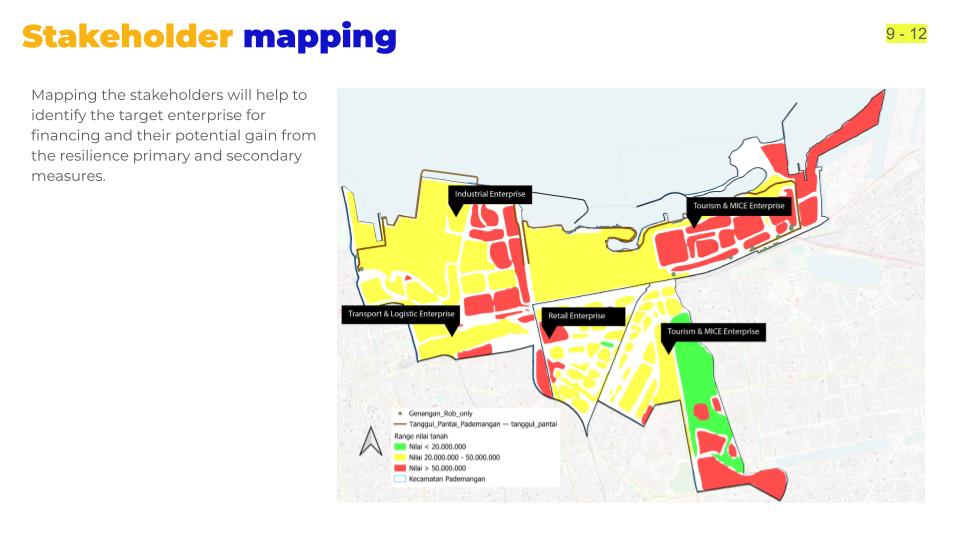 Stakeholder mapping
9 - 12
Mapping the stakeholders will help to
identify the target enterprise for
financing and their potential gain from
the resilience primary and secondary
measures.
Industrial Enterprise
Tourism & MICE Enterprise
Transport & Logistic Enterprise
Retail Enterprise
Tourism & MICE Enterprise
Genangan_Rob_only
Tanggul_Pantai_Pademangan — tanggul_pantai
Range nilai tanah
Nilai < 20.000.000
Nilai 20.000.000 - 50.000.000
Nilai > 50.000.000
Kecamatan Pademangan